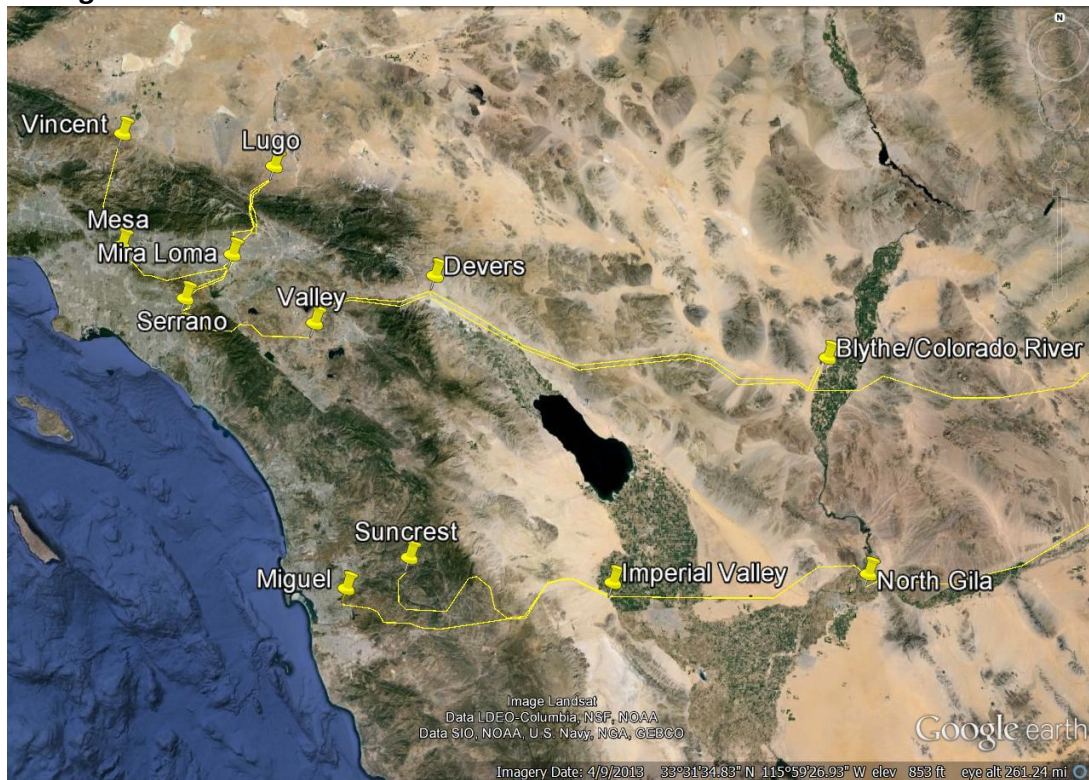 Vincent
Lugo
Mesa
Mira Loma
Devers
Valley
Serrano
Blythe/Colorado River
Suncrest
Miguel
Imperial Valley
North Gila
Image Landsat
Data LDEO-Columbia, NSF, NOAA
Data SIO, NOAA, U.S. Navy, NGA, GEBCO
Google earth
Imagery Date: 4/9/2013 33°31'34.83" N 115°59'26.93" W elev 853 ft eye alt 261.24 mi
N